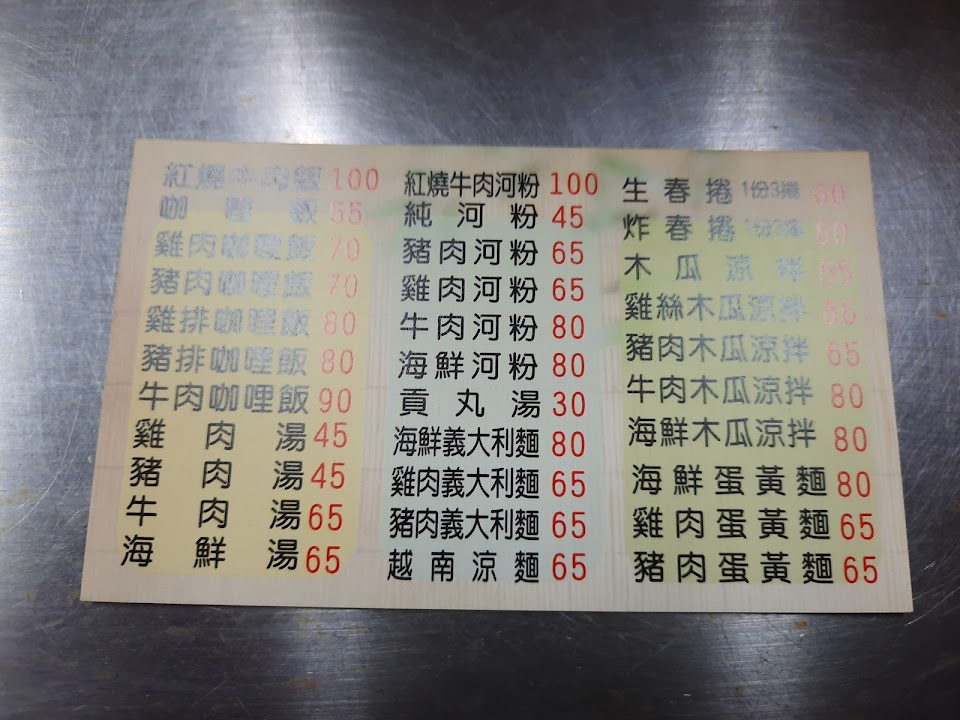 紅燒牛肉飯 100
咖哩飯 55
雞肉咖哩飯 70
豬肉咖哩飯 70
雞排咖哩飯 80
豬排咖哩飯 80
牛肉咖哩飯 90
雞肉湯 45
豬肉湯 45
牛肉湯 65
海鮮湯 65
紅燒牛肉河粉 100
純河粉 45
豬肉河粉 65
雞肉河粉 65
牛肉河粉 80
海鮮河粉 80
貢丸湯 30
海鮮義大利麵 80
雞肉義大利麵 65
豬肉義大利麵 65
越南涼麵 65
生春捲 1份3捲 60
炸春捲 1份3捲 60
木瓜涼拌
雞絲木瓜涼拌 65
豬肉木瓜涼拌 65
牛肉木瓜涼拌 80
海鮮木瓜涼拌 80
海鮮蛋黃麵 80
雞肉蛋黃麵 65
豬肉蛋黃麵 65